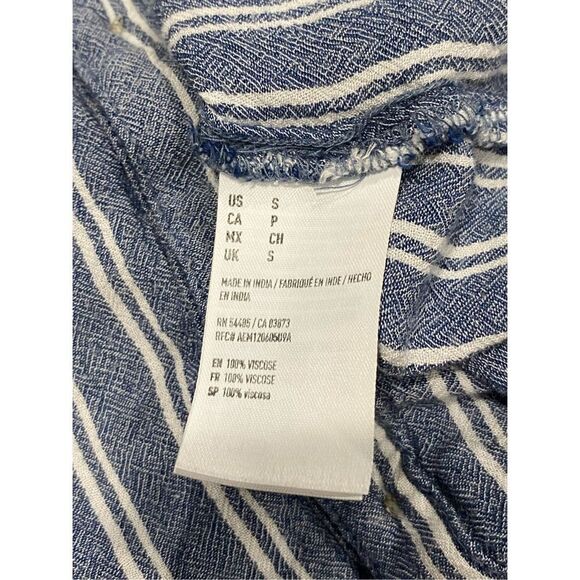 US S
CA P
MX CH
UK S
MADE IN INDIA / FABRIQUÉ EN INDE / HECHO
EN INDIA
RN 54485 / CA 03873
RFC# AEM120605U9A
EN 100% VISCOSE
FR 100% VISCOSE
SP 100% viscosa